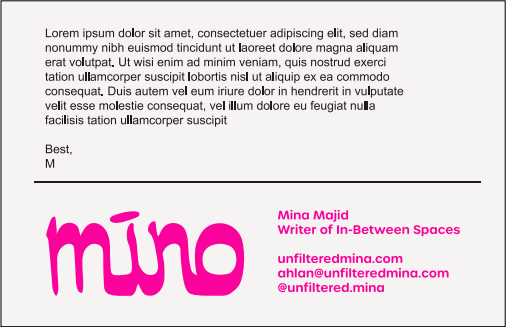 Lorem ipsum dolor sit amet, consectetuer adipiscing elit, sed diam
nonummy nibh euismod tincidunt ut laoreet dolore magna aliquam
erat volutpat. Ut wisi enim ad minim veniam, quis nostrud exerci
tation ullamcorper suscipit lobortis nisl ut aliquip ex ea commodo
consequat. Duis autem vel eum iriure dolor in hendrerit in vulputate
velit esse molestie consequat, vel illum dolore eu feugiat nulla
facilisis tation ullamcorper suscipit
Best,
M
mīno
Mina Majid
Writer of In-Between Spaces
unfilteredmina.com
ahlan@unfilteredmina.com
@unfiltered.mina